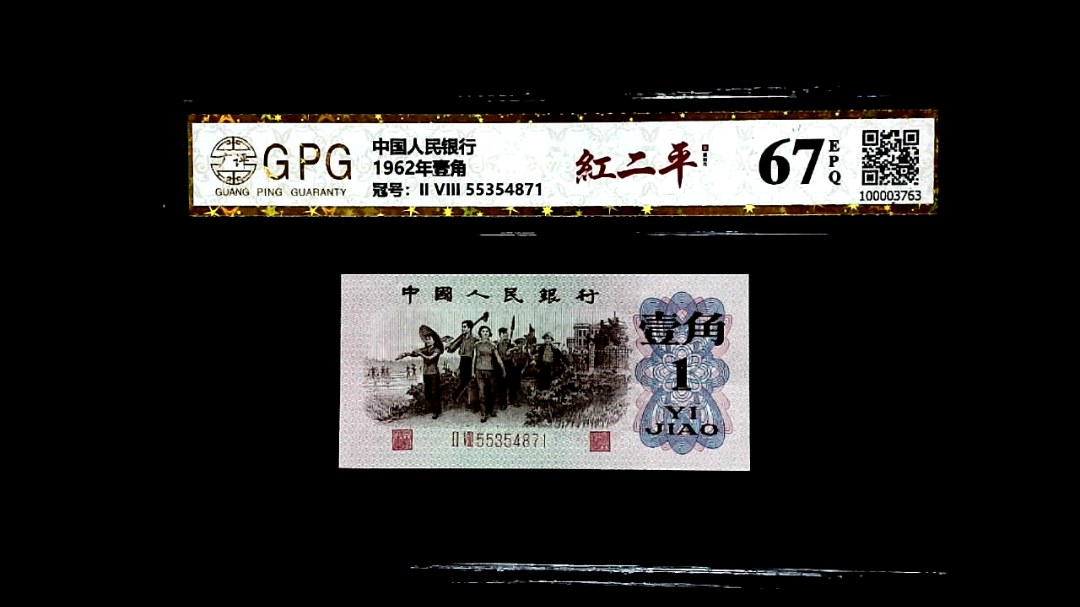 广评
GPG
GUANG PING GUARANTY
中国人民银行
1962年壹角
冠号：II VIII 55354871
紅二平
67
EPQ
100003763
中國人民銀行
壹角
1
YI
JIAO
II VIII 55354871